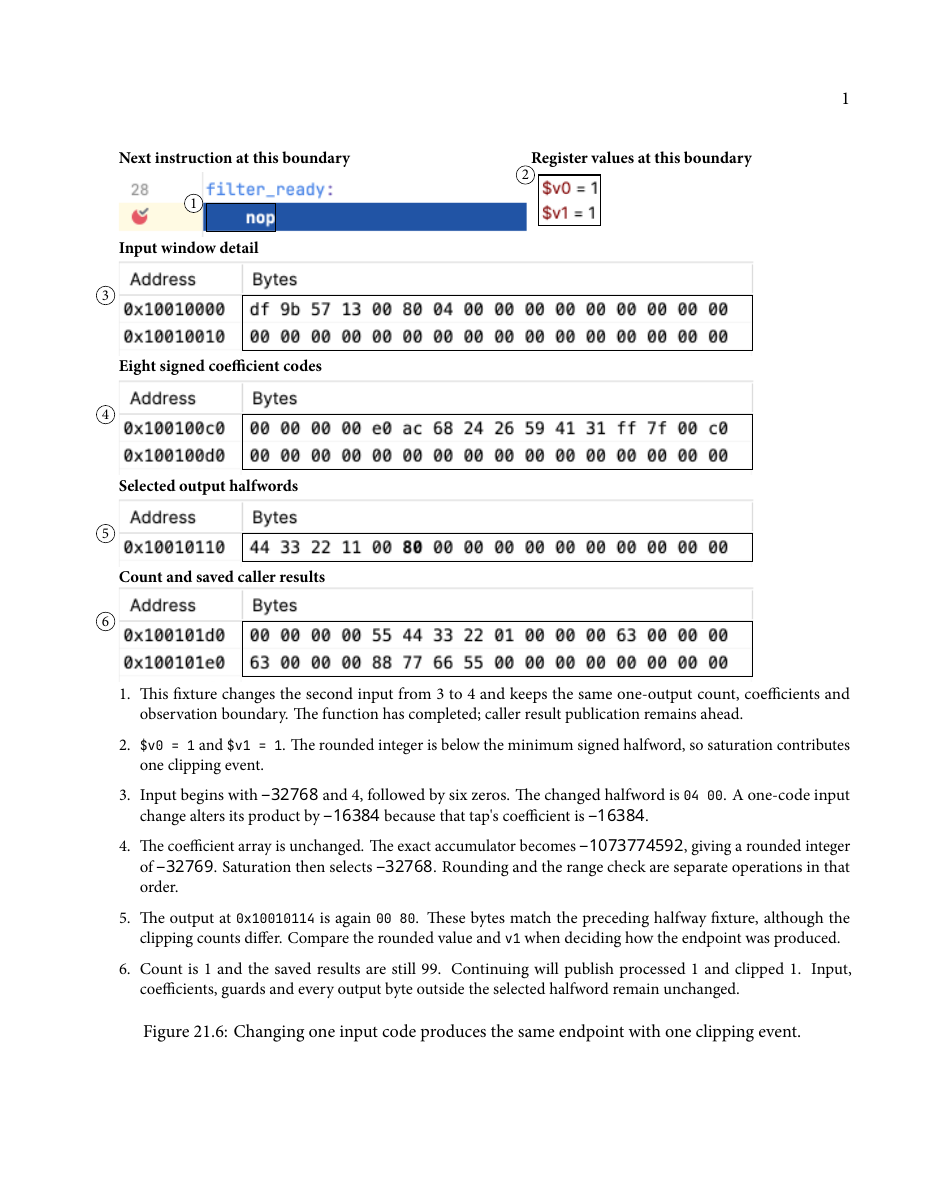 1
Next instruction at this boundary
Register values at this boundary
28 filter_ready:
① nop
② $v0 = 1
$v1 = 1
Input window detail
Address Bytes
③ 0x10010000 df 9b 57 13 00 80 04 00 00 00 00 00 00 00 00 00
0x10010010 00 00 00 00 00 00 00 00 00 00 00 00 00 00 00 00
Eight signed coefficient codes
Address Bytes
④ 0x100100c0 00 00 00 00 e0 ac 68 24 26 59 41 31 ff 7f 00 c0
0x100100d0 00 00 00 00 00 00 00 00 00 00 00 00 00 00 00 00
Selected output halfwords
Address Bytes
⑤ 0x10010110 44 33 22 11 00 80 00 00 00 00 00 00 00 00 00 00
Count and saved caller results
Address Bytes
⑥ 0x100101d0 00 00 00 00 55 44 33 22 01 00 00 00 63 00 00 00
0x100101e0 63 00 00 00 88 77 66 55 00 00 00 00 00 00 00 00
1. This fixture changes the second input from 3 to 4 and keeps the same one-output count, coefficients and
observation boundary. The function has completed; caller result publication remains ahead.
2. $v0 = 1 and $v1 = 1. The rounded integer is below the minimum signed halfword, so saturation contributes
one clipping event.
3. Input begins with −32768 and 4, followed by six zeros. The changed halfword is 04 00. A one-code input
change alters its product by −16384 because that tap's coefficient is −16384.
4. The coefficient array is unchanged. The exact accumulator becomes −1073774592, giving a rounded integer
of −32769. Saturation then selects −32768. Rounding and the range check are separate operations in that
order.
5. The output at 0x10010114 is again 00 80. These bytes match the preceding halfway fixture, although the
clipping counts differ. Compare the rounded value and v1 when deciding how the endpoint was produced.
6. Count is 1 and the saved results are still 99. Continuing will publish processed 1 and clipped 1. Input,
coefficients, guards and every output byte outside the selected halfword remain unchanged.
Figure 21.6: Changing one input code produces the same endpoint with one clipping event.